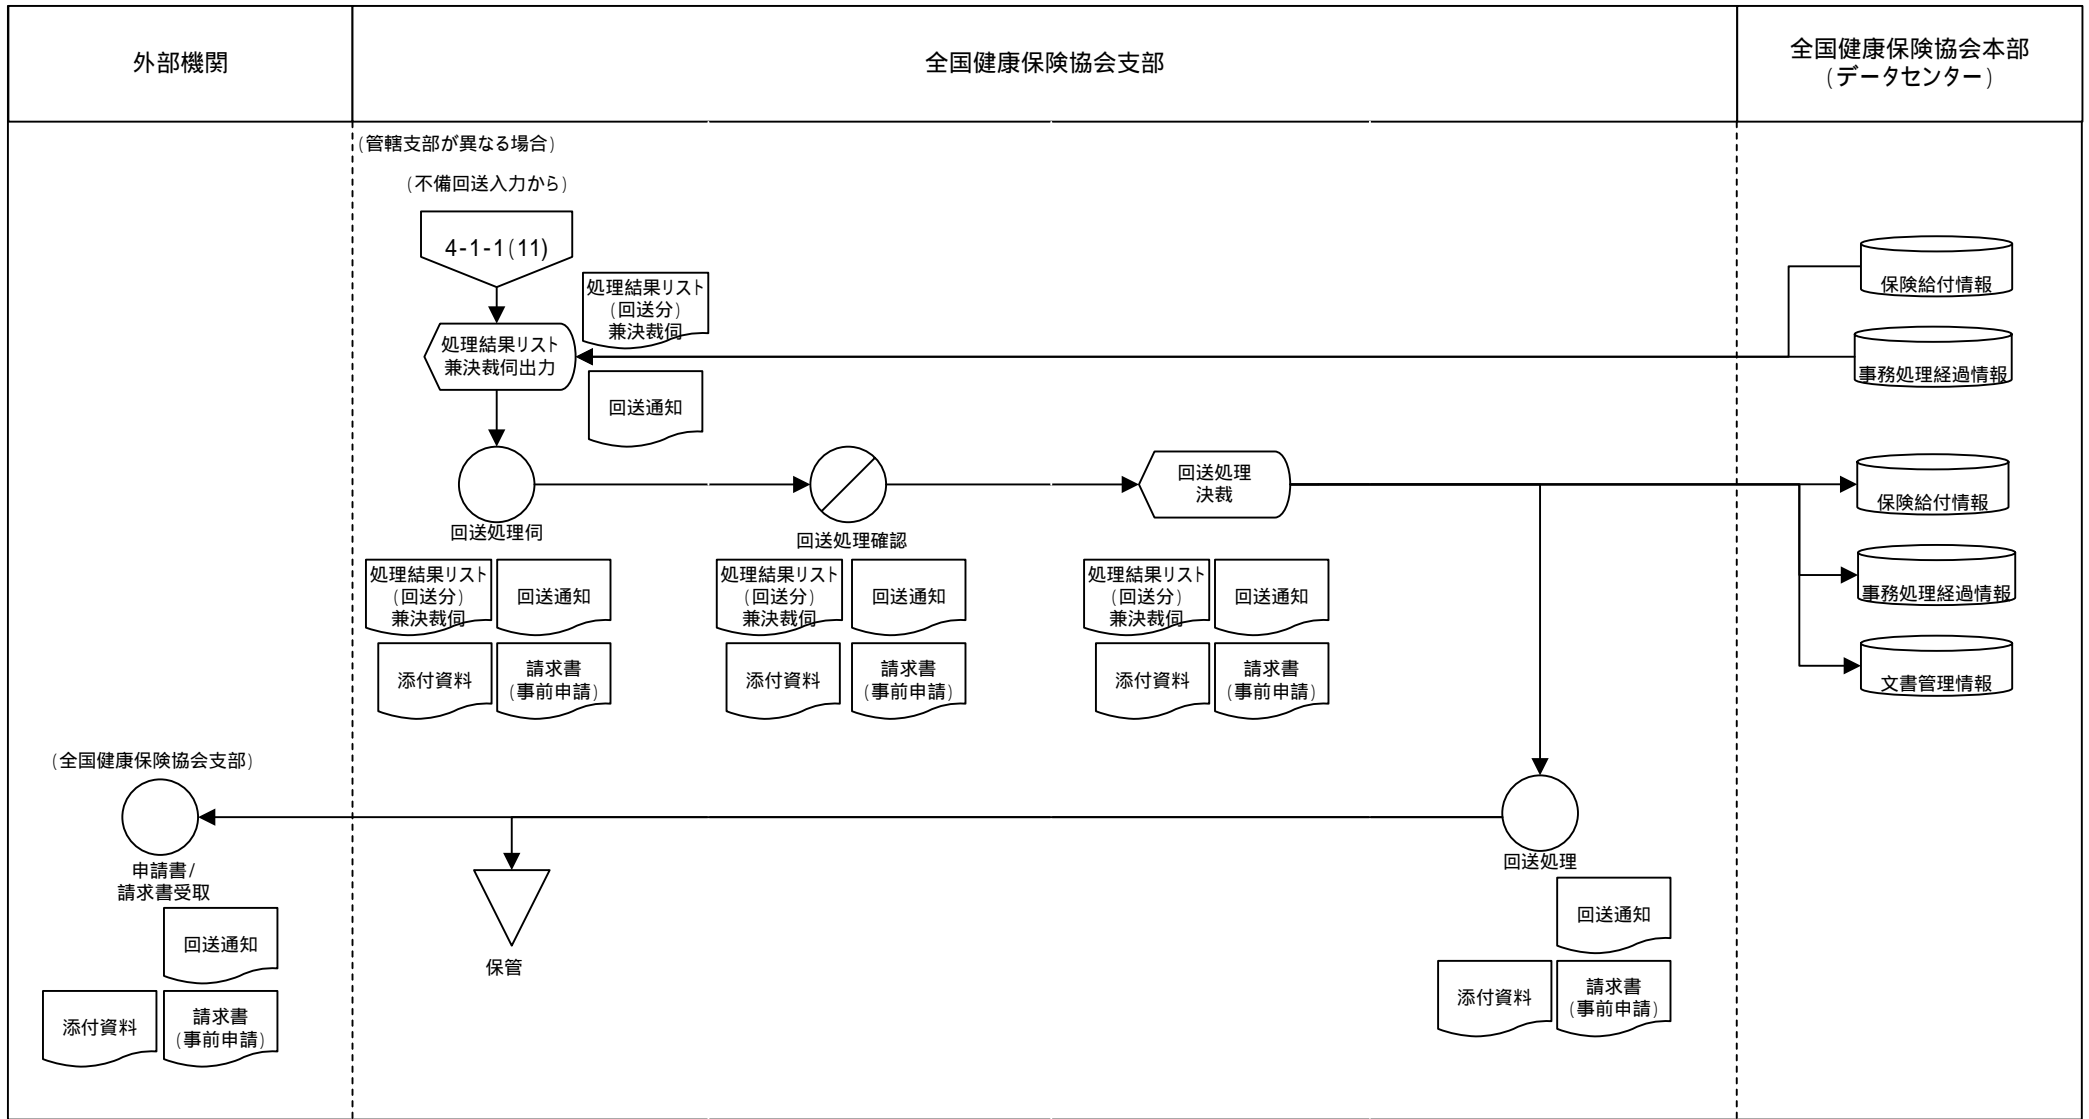 外部機関
全国健康保険協会支部
全国健康保険協会本部
(データセンター)
(管轄支部が異なる場合)
(不備回送入力から)
4-1-1(11)
処理結果リスト
(回送分)
兼決裁伺
保険給付情報
処理結果リスト
兼決裁伺出力
事務処理経過情報
回送通知
回送処理伺
回送処理確認
回送処理
決裁
保険給付情報
事務処理経過情報
文書管理情報
処理結果リスト
(回送分)
兼決裁伺
回送通知
添付資料
請求書
(事前申請)
処理結果リスト
(回送分)
兼決裁伺
回送通知
添付資料
請求書
(事前申請)
処理結果リスト
(回送分)
兼決裁伺
回送通知
添付資料
請求書
(事前申請)
(全国健康保険協会支部)
申請書/
請求書受取
回送通知
添付資料
請求書
(事前申請)
保管
回送処理
回送通知
添付資料
請求書
(事前申請)